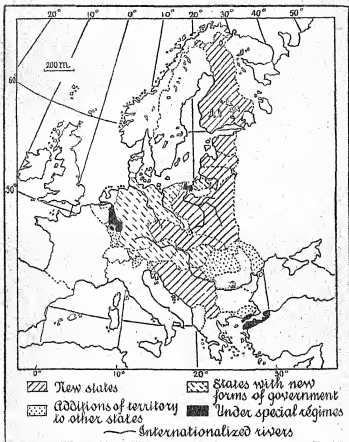 20° 10° 0° 10° 20° 30° 40° 50°
60
200 m.
50°
0° 10° 20° 30°
New states
States with new
forms of government
Additions of territory
to other states
Under special régimes
Internationalized rivers